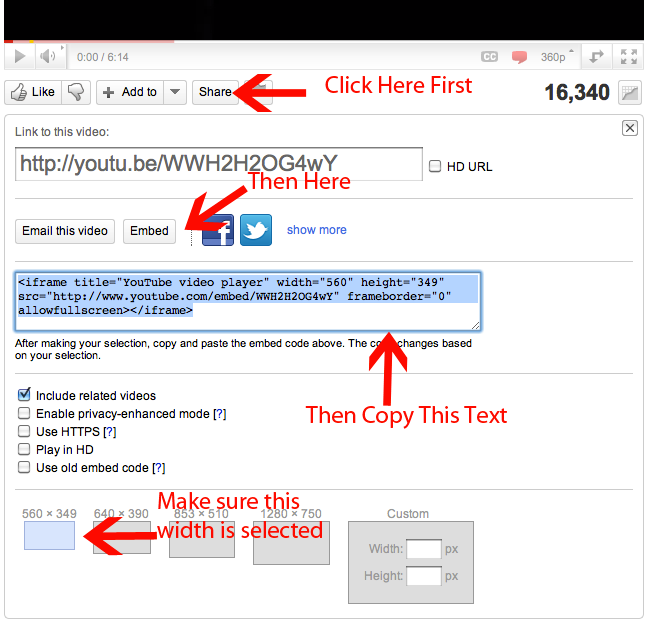 0:00 / 6:14
CC
360p
Like
Add to
Share
Click Here First
16,340
Link to this video:
http://youtu.be/WWH2H2OG4wY
HD URL
Then Here
Email this video
Embed
show more
<iframe title="YouTube video player" width="560" height="349"
src="http://www.youtube.com/embed/WWH2H2OG4wY" frameborder="0"
allowfullscreen></iframe>
After making your selection, copy and paste the embed code above. The changes based
on your selection.
Then Copy This Text
Include related videos
Enable privacy-enhanced mode [?]
Use HTTPS [?]
Play in HD
Use old embed code [?]
Make sure this
width is selected
560 × 349
640 × 390
853 × 510
1280 × 750
Custom
Width:
px
Height:
px